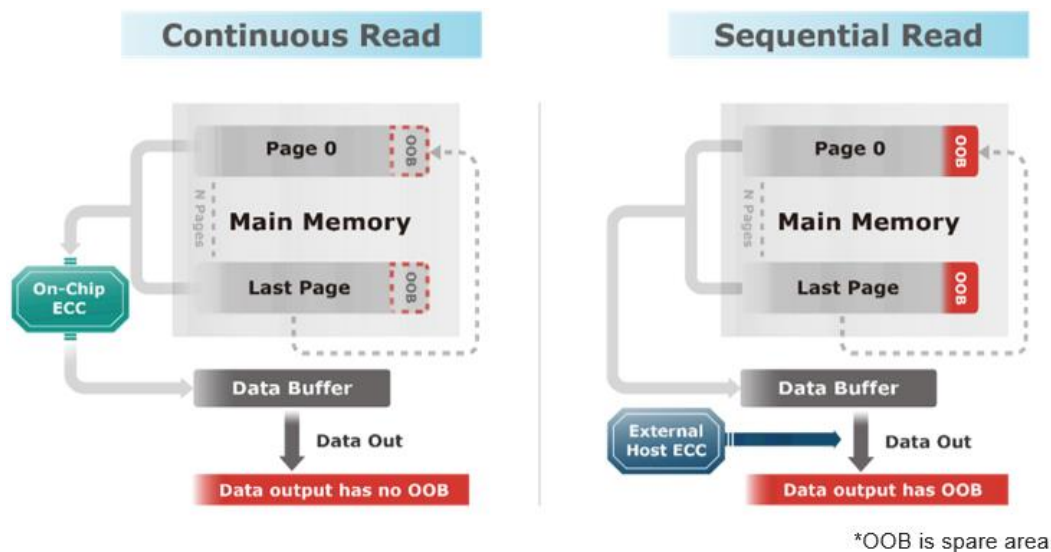 Continuous Read
Page 0
OOB
N Pages
Main Memory
Last Page
OOB
On-Chip
ECC
Data Buffer
Data Out
Data output has no OOB
Sequential Read
Page 0
OOB
N Pages
Main Memory
Last Page
OOB
Data Buffer
External
Host ECC
Data Out
Data output has OOB
*OOB is spare area